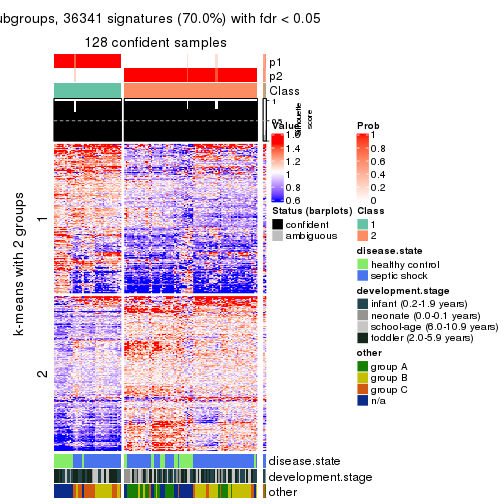 ubgroups, 36341 signatures (70.0%) with fdr < 0.05
128 confident samples
p1
p2
Class
1
0.5
Silhouette
score
Value
1.6
1.4
1.2
1
0.8
0.6
Prob
1
0.8
0.6
0.4
0.2
0
Status (barplots)
confident
ambiguous
Class
1
2
disease.state
healthy control
septic shock
development.stage
infant (0.2-1.9 years)
neonate (0.0-0.1 years)
school-age (6.0-10.9 years)
toddler (2.0-5.9 years)
other
group A
group B
group C
n/a
k-means with 2 groups
1
2
disease.state
development.stage
other